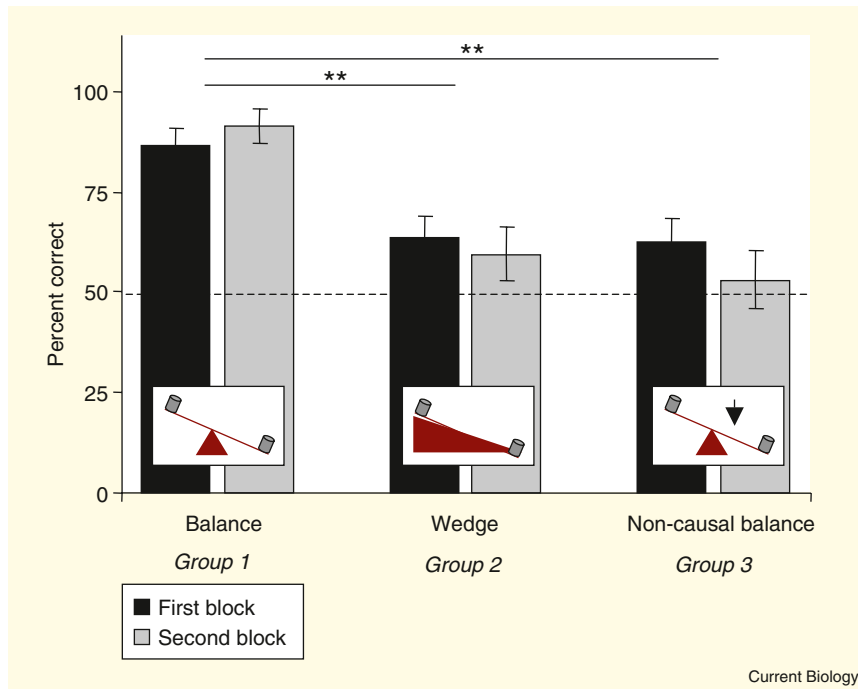 **
**
100
75
50
25
0
Percent correct
Balance
Wedge
Non-causal balance
Group 1
Group 2
Group 3
First block
Second block
Current Biology